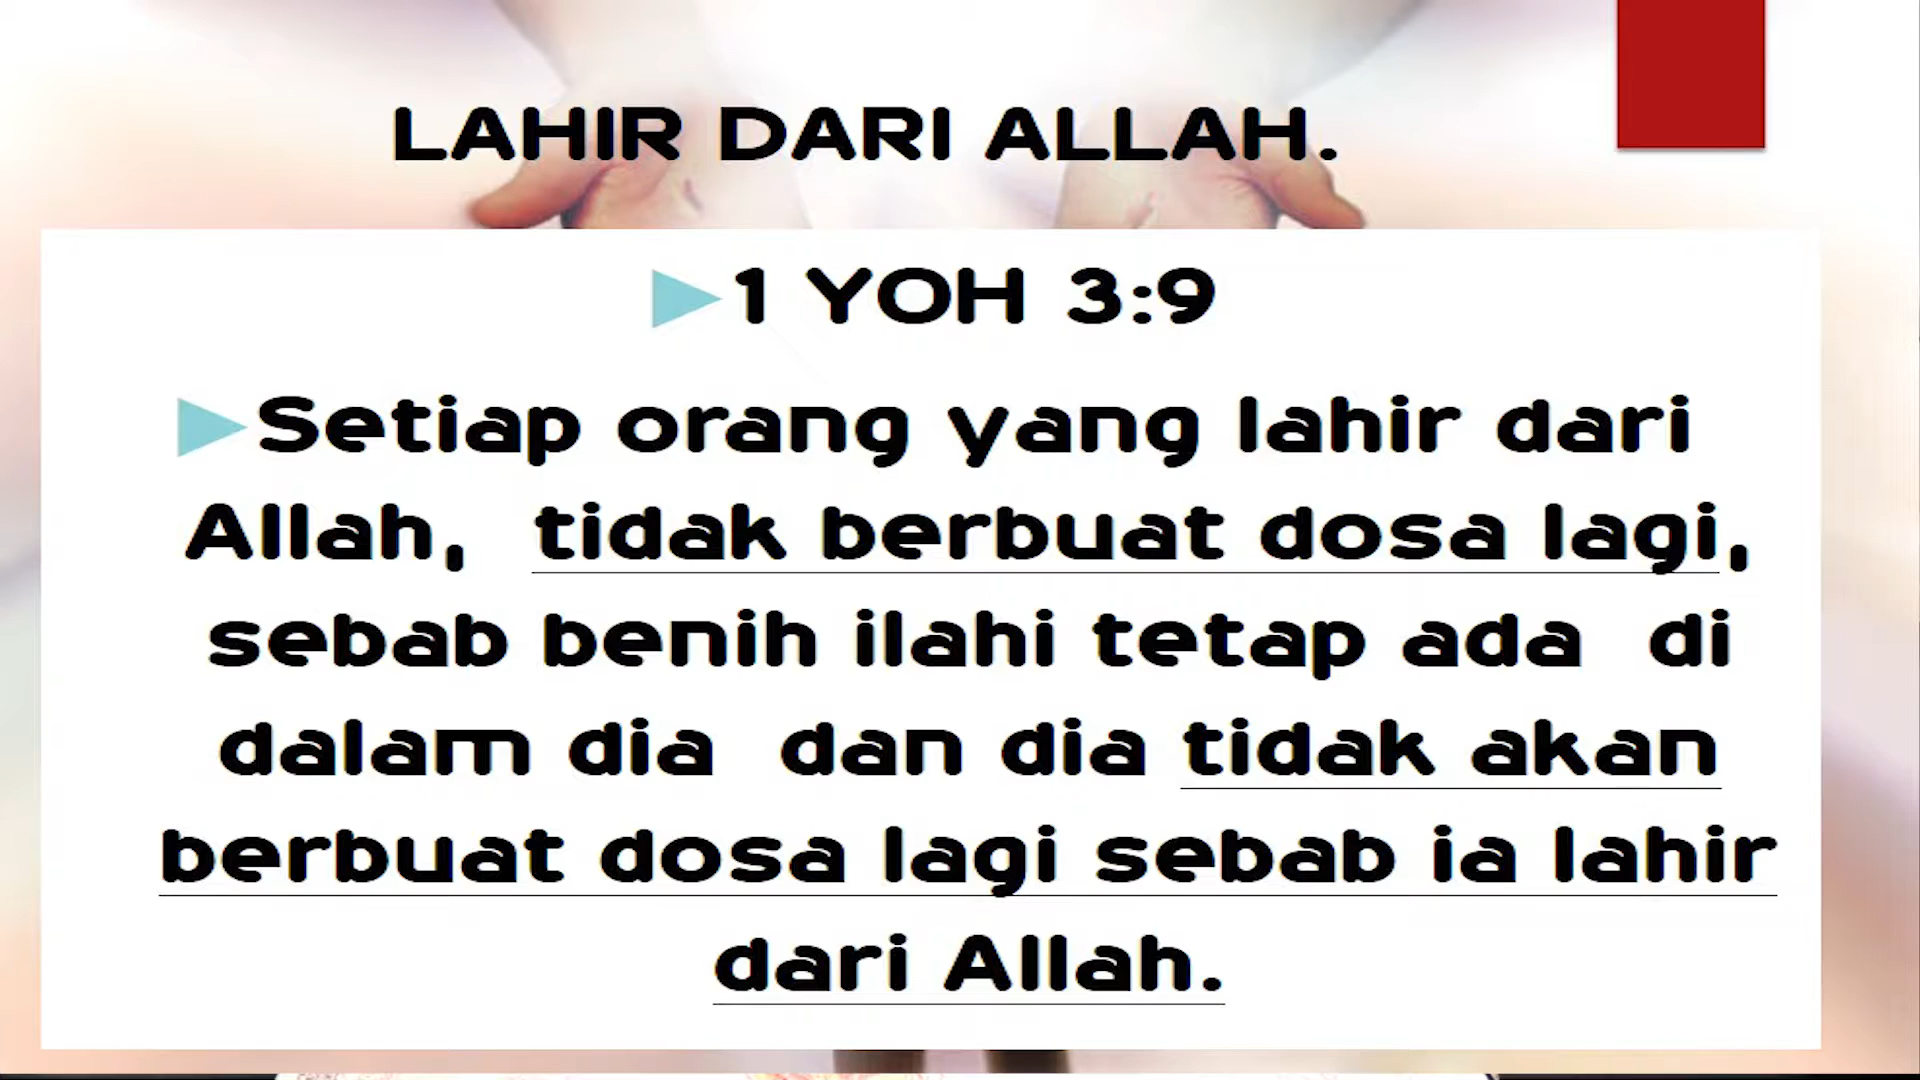 LAHIR DARI ALLAH.
1 YOH 3:9
Setiap orang yang lahir dari
Allah, tidak berbuat dosa lagi,
sebab benih ilahi tetap ada di
dalam dia dan dia tidak akan
berbuat dosa lagi sebab ia lahir
dari Allah.